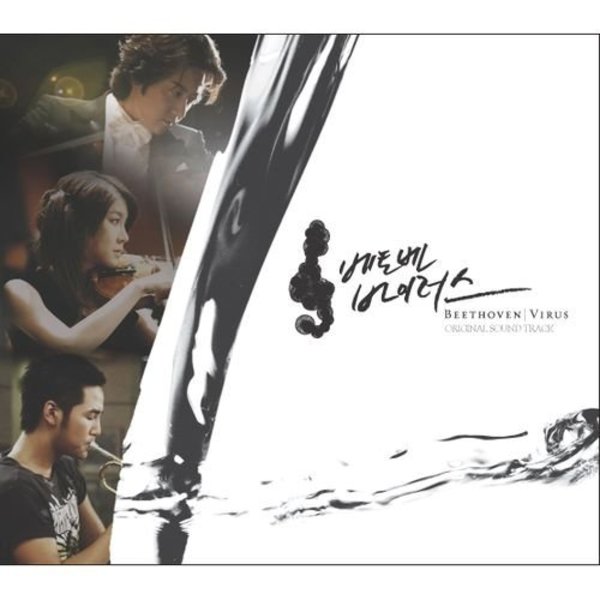 베토벤
바이러스
BEETHOVEN | VIRUS
ORIGINAL SOUND TRACK